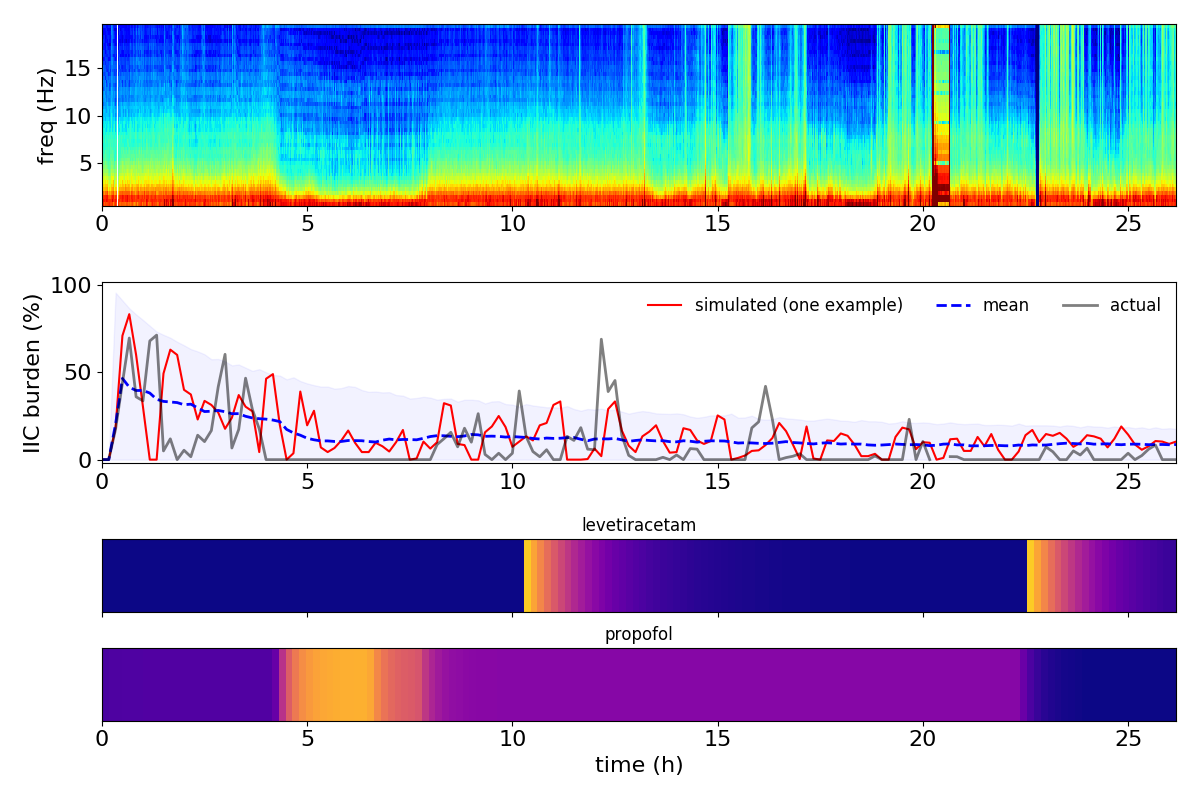 freq (Hz)
15
10
5
0 5 10 15 20 25
IIC burden (%)
100
50
0
simulated (one example) mean actual
0 5 10 15 20 25
levetiracetam
propofol
0 5 10 15 20 25
time (h)